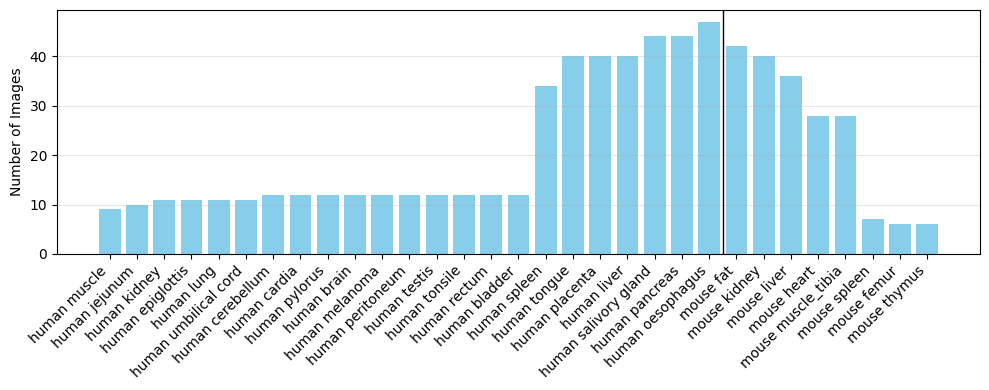 Number of Images
40
30
20
10
0
human muscle
human jejunum
human kidney
human epiglottis
human lung
human umbilical cord
human cerebellum
human cardia
human pylorus
human brain
human melanoma
human peritoneum
human testis
human tonsile
human rectum
human bladder
human spleen
human tongue
human placenta
human liver
human salivory gland
human pancreas
human oesophagus
mouse fat
mouse kidney
mouse liver
mouse heart
mouse muscle_tibia
mouse spleen
mouse femur
mouse thymus